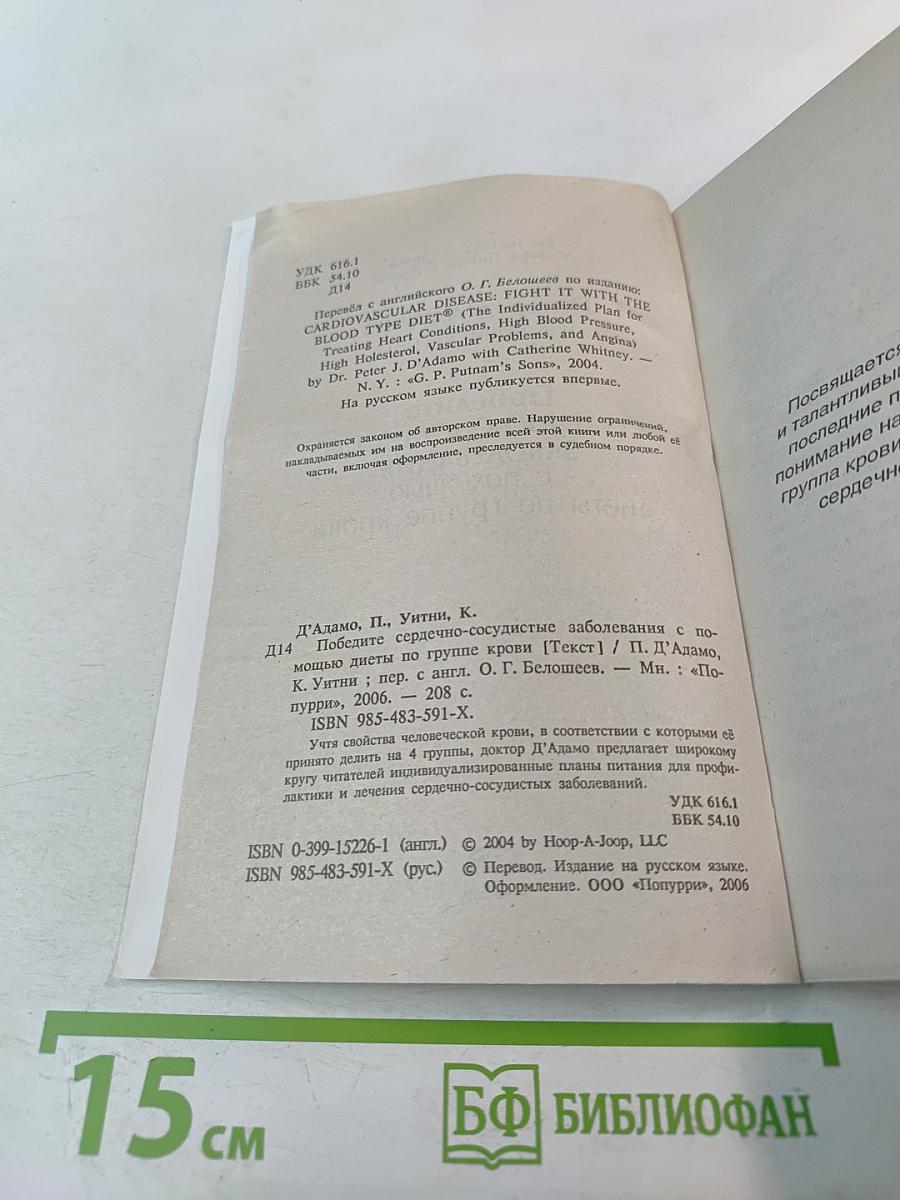 УДК 616.1
ББК 54.10
Д14
Перевёл с английского О. Г. Белошеев по изданию:
CARDIOVASCULAR DISEASE: FIGHT IT WITH THE
BLOOD TYPE DIET® (The Individualized Plan for
Treating Heart Conditions, High Blood Pressure,
High Holesterol, Vascular Problems, and Angina)
by Dr. Peter J. D'Adamo with Catherine Whitney. —
N. Y. : «G. P. Putnam's Sons», 2004.
На русском языке публикуется впервые.
Охраняется законом об авторском праве. Нарушение ограничений,
накладываемых им на воспроизведение всей этой книги или любой её
части, включая оформление, преследуется в судебном порядке.
Д'Адамо, П., Уитни, К.
Д14 Победите сердечно-сосудистые заболевания с по-
мощью диеты по группе крови [Текст] / П. Д'Адамо,
К. Уитни ; пер. с англ. О. Г. Белошеев. — Мн. : «По-
пурри», 2006. — 208 с.
ISBN 985-483-591-X.
Учтя свойства человеческой крови, в соответствии с которыми её
принято делить на 4 группы, доктор Д'Адамо предлагает широкому
кругу читателей индивидуализированные планы питания для профи-
лактики и лечения сердечно-сосудистых заболеваний.
УДК 616.1
ББК 54.10
ISBN 0-399-15226-1 (англ.) © 2004 by Hoop-A-Joop, LLC
ISBN 985-483-591-X (рус.) © Перевод. Издание на русском языке.
Оформление. ООО «Попурри», 2006
Посвящается
и талантливы
последние п
понимание на
группа крови
сердечно
15 см
БФ БИБЛИОФАН